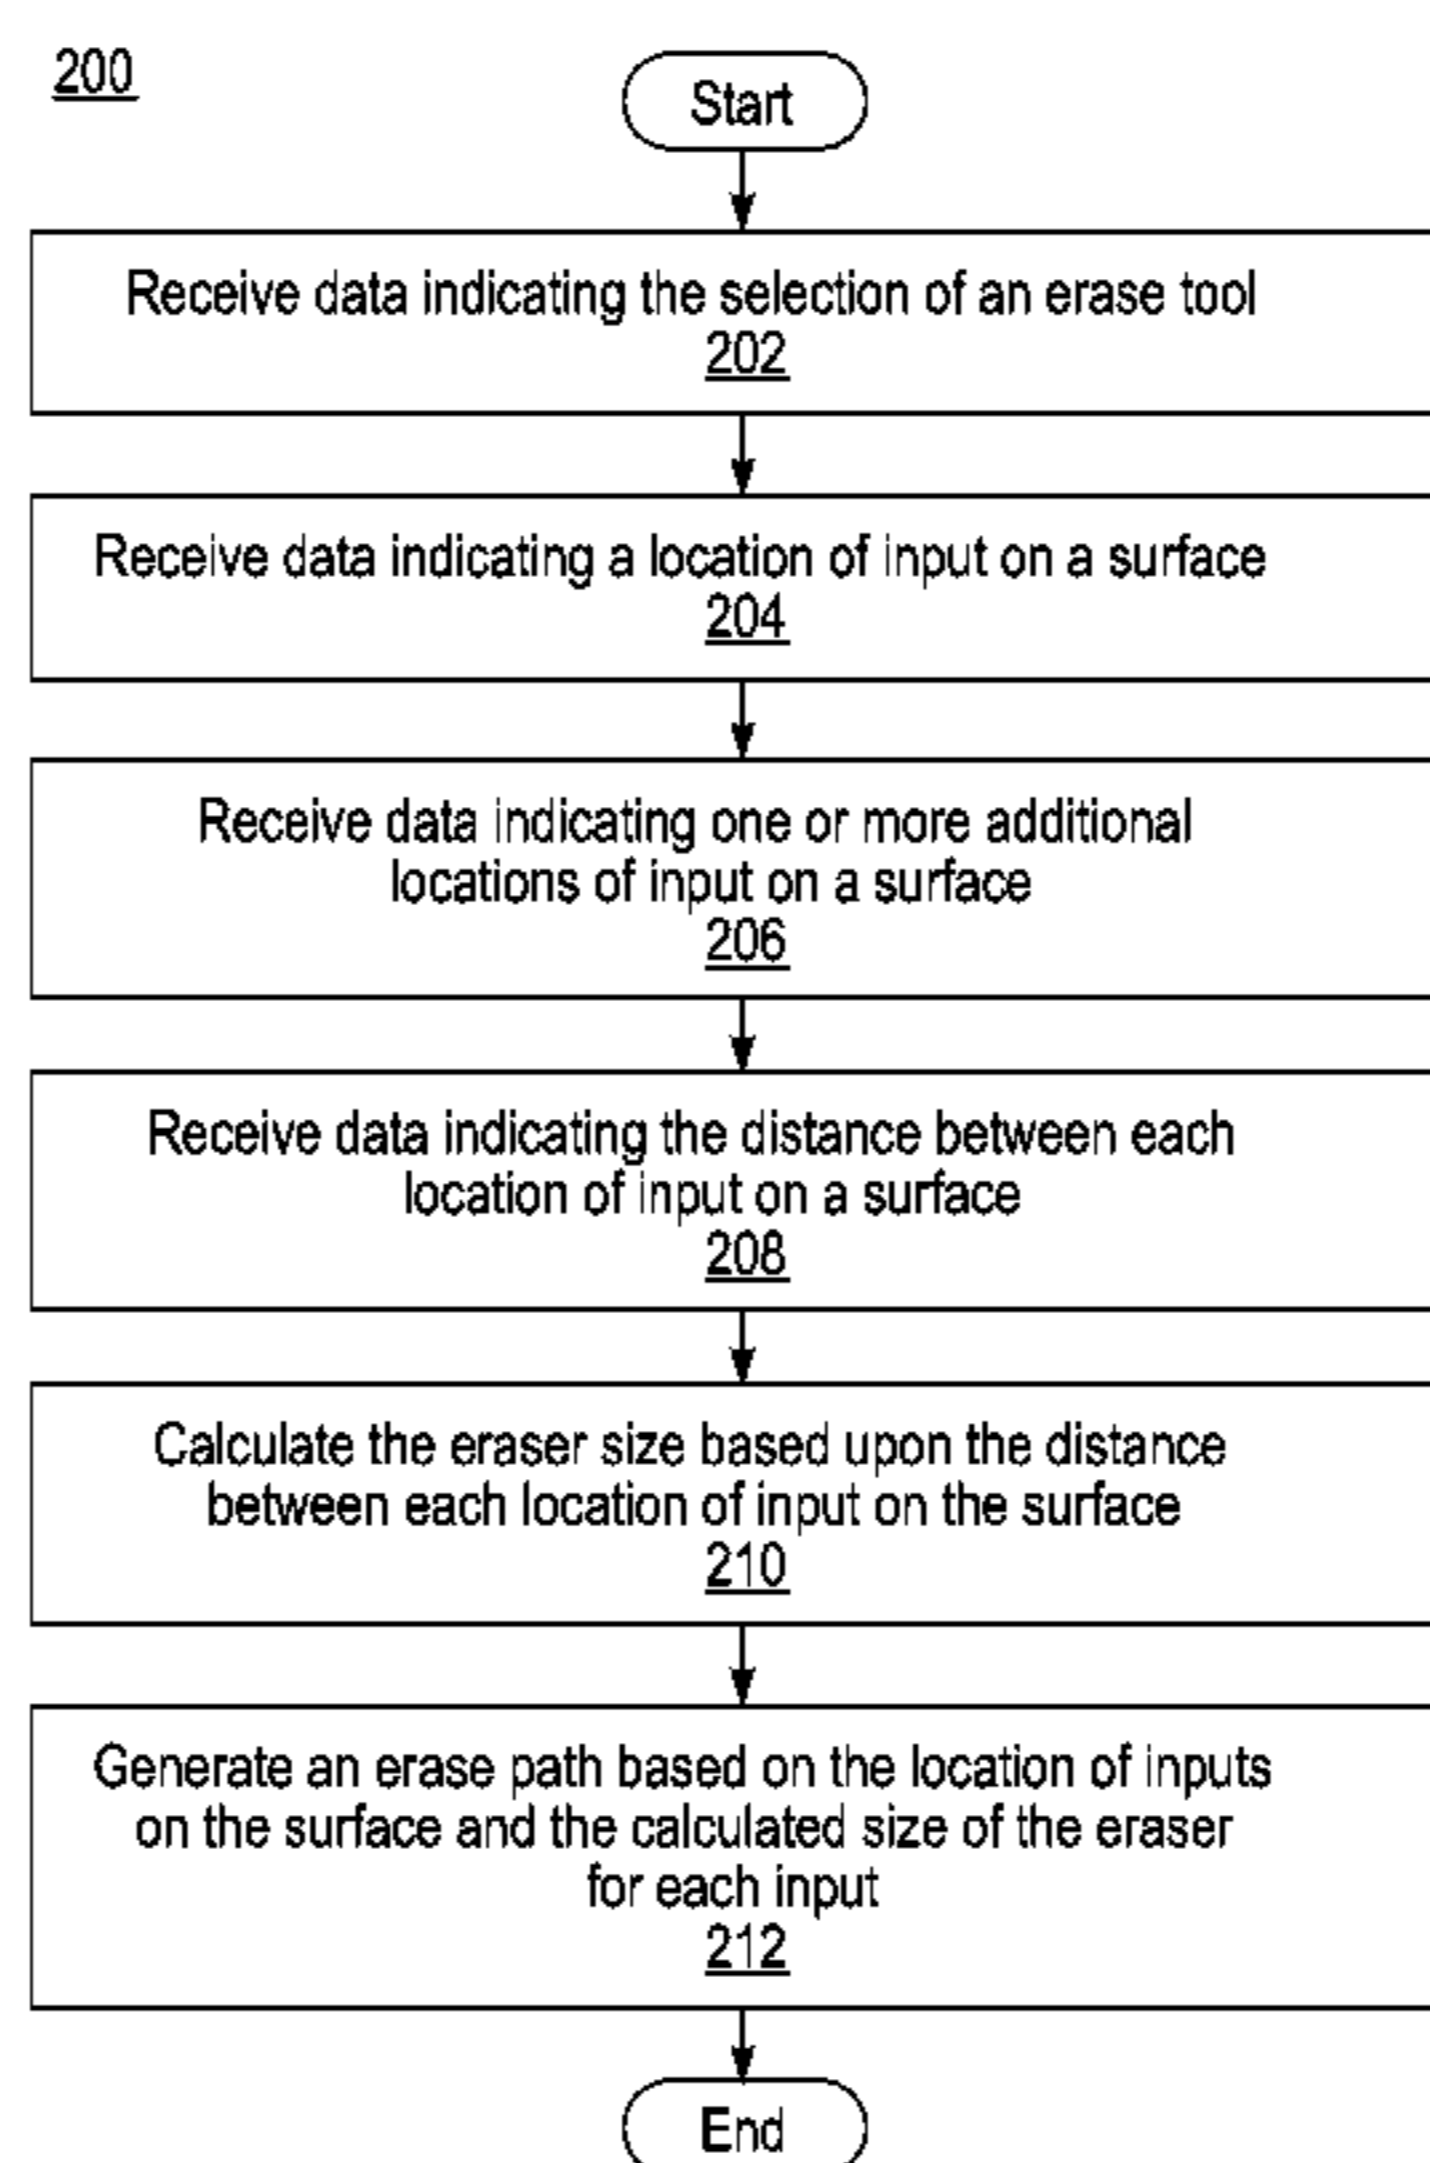 200
Start
Receive data indicating the selection of an erase tool
202
Receive data indicating a location of input on a surface
204
Receive data indicating one or more additional
locations of input on a surface
206
Receive data indicating the distance between each
location of input on a surface
208
Calculate the eraser size based upon the distance
between each location of input on the surface
210
Generate an erase path based on the location of inputs
on the surface and the calculated size of the eraser
for each input
212
End